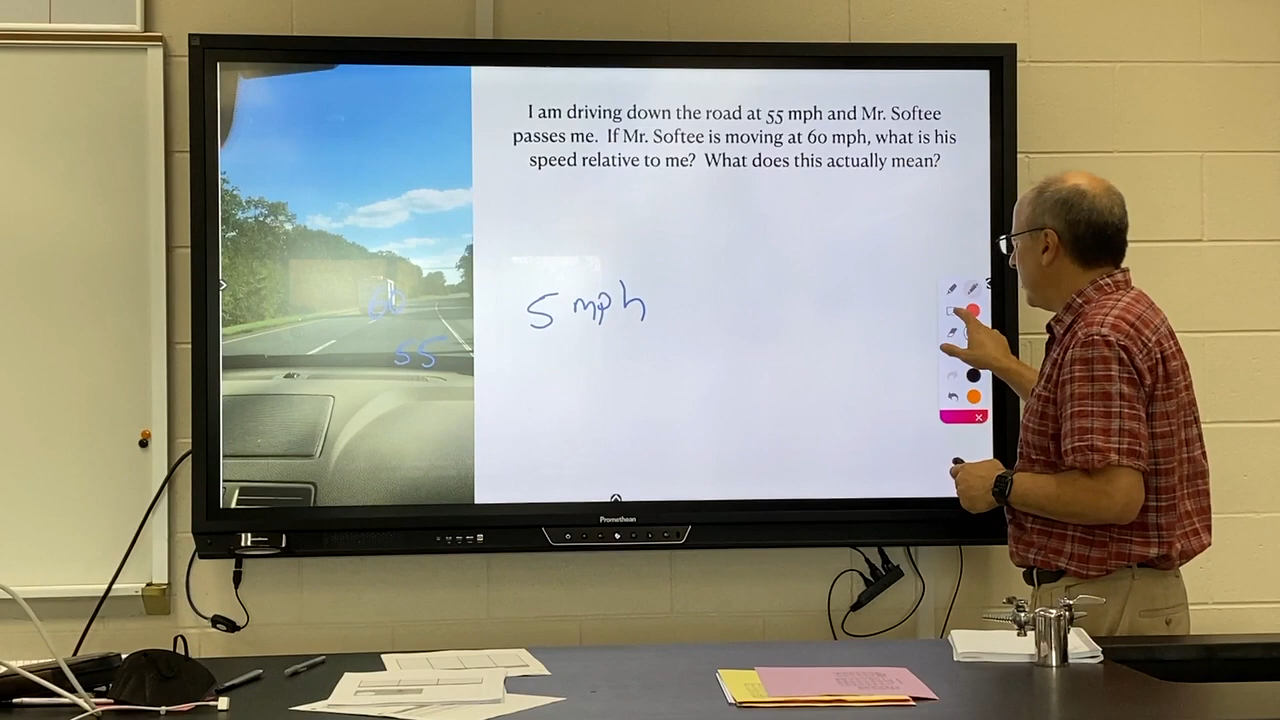 I am driving down the road at 55 mph and Mr. Softee
passes me. If Mr. Softee is moving at 60 mph, what is his
speed relative to me? What does this actually mean?
60
5 mph
55
Promethean